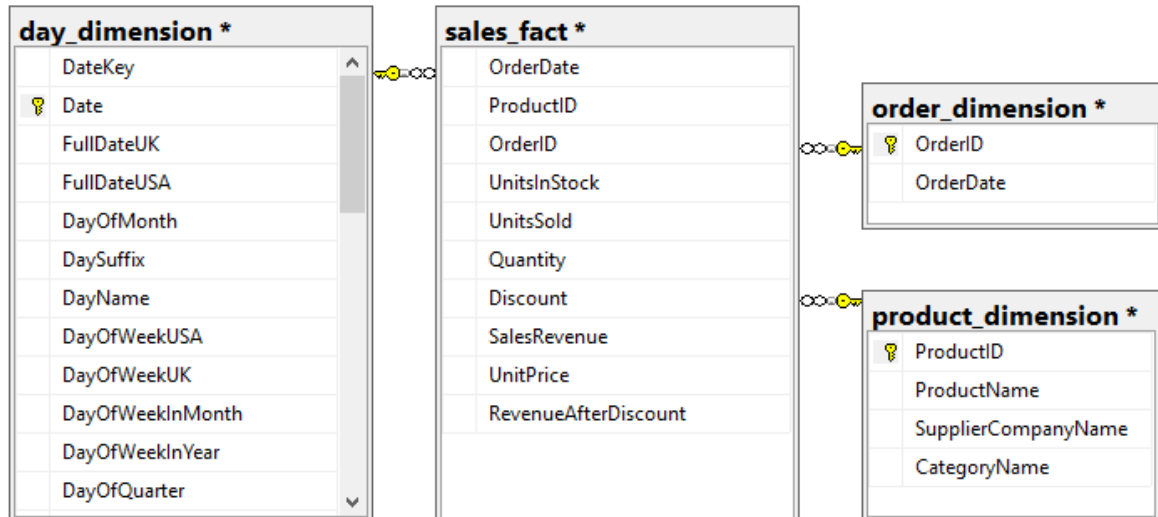 day_dimension *
DateKey
Date
FullDateUK
FullDateUSA
DayOfMonth
DaySuffix
DayName
DayOfWeekUSA
DayOfWeekUK
DayOfWeekInMonth
DayOfWeekInYear
DayOfQuarter
sales_fact *
OrderDate
ProductID
OrderID
UnitsInStock
UnitsSold
Quantity
Discount
SalesRevenue
UnitPrice
RevenueAfterDiscount
order_dimension *
OrderID
OrderDate
product_dimension *
ProductID
ProductName
SupplierCompanyName
CategoryName